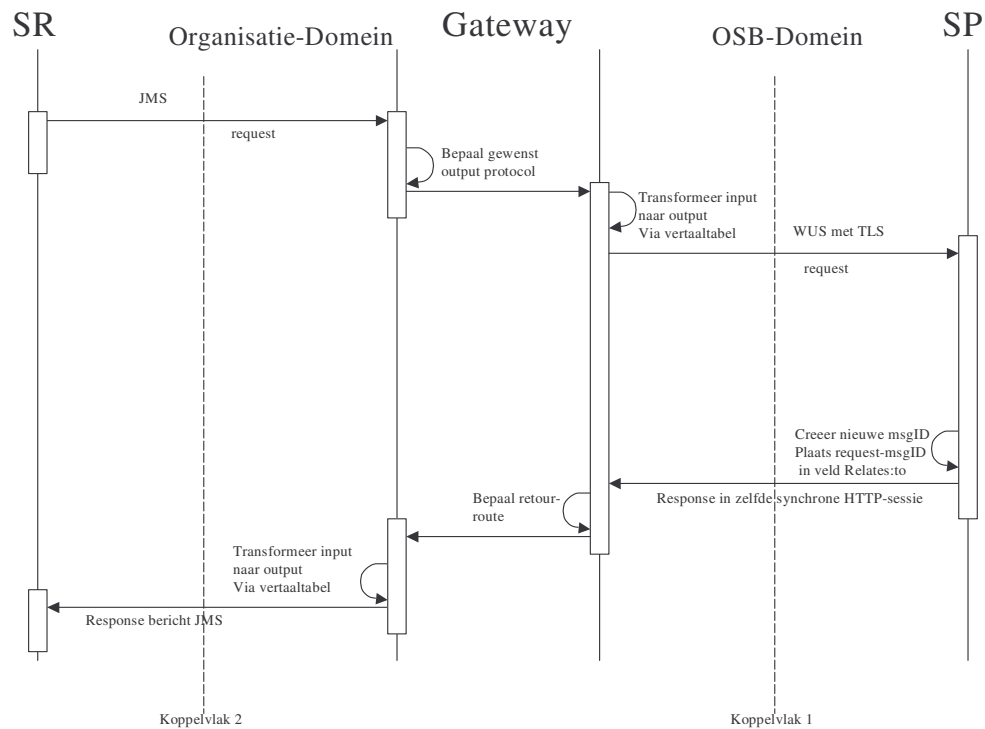 SR
Organisatie-Domein
Gateway
OSB-Domein
SP
JMS
request
Bepaal gewenst
output protocol
Transformeer input
naar output
Via vertaaltabel
WUS met TLS
request
Creeer nieuwe msgID
Plaats request-msgID
in veld Relates:to
Response in zelfde synchrone HTTP-sessie
Bepaal retour-
route
Transformeer input
naar output
Via vertaaltabel
Response bericht JMS
Koppelvlak 2
Koppelvlak 1